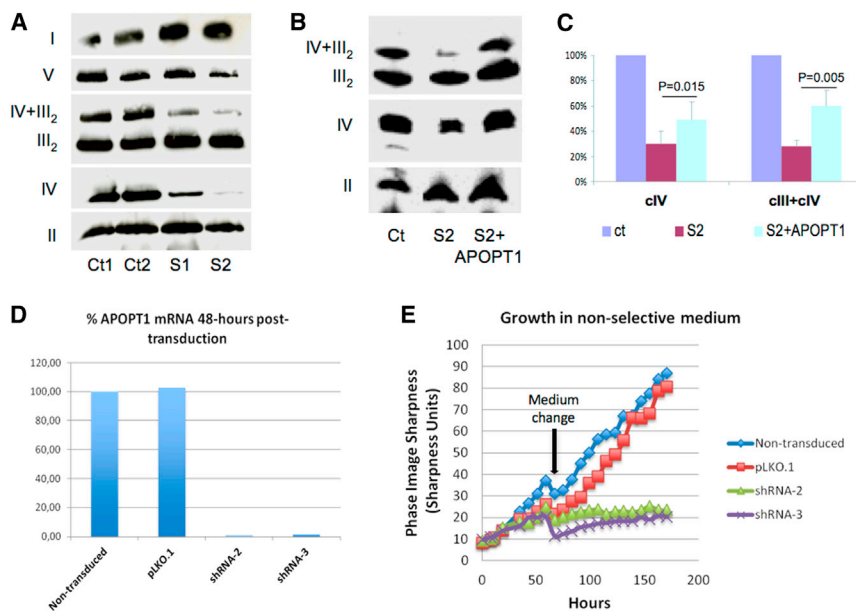 A
I
V
IV+III2
III2
IV
II
Ct1 Ct2 S1 S2
B
IV+III2
III2
IV
II
Ct S2 S2+
APOPT1
C
100%
80%
60%
40%
20%
0%
P=0.015
P=0.005
cIV cIII+cIV
ct S2 S2+APOPT1
D
% APOPT1 mRNA 48-hours post-
transduction
120,00
100,00
80,00
60,00
40,00
20,00
0,00
Non-transduced
pLKO.1
shRNA-2
shRNA-3
E
Growth in non-selective medium
Phase Image Sharpness
(Sharpness Units)
100
90
80
70
60
50
40
30
20
10
0
Medium
change
0 50 100 150 200
Hours
Non-transduced
pLKO.1
shRNA-2
shRNA-3